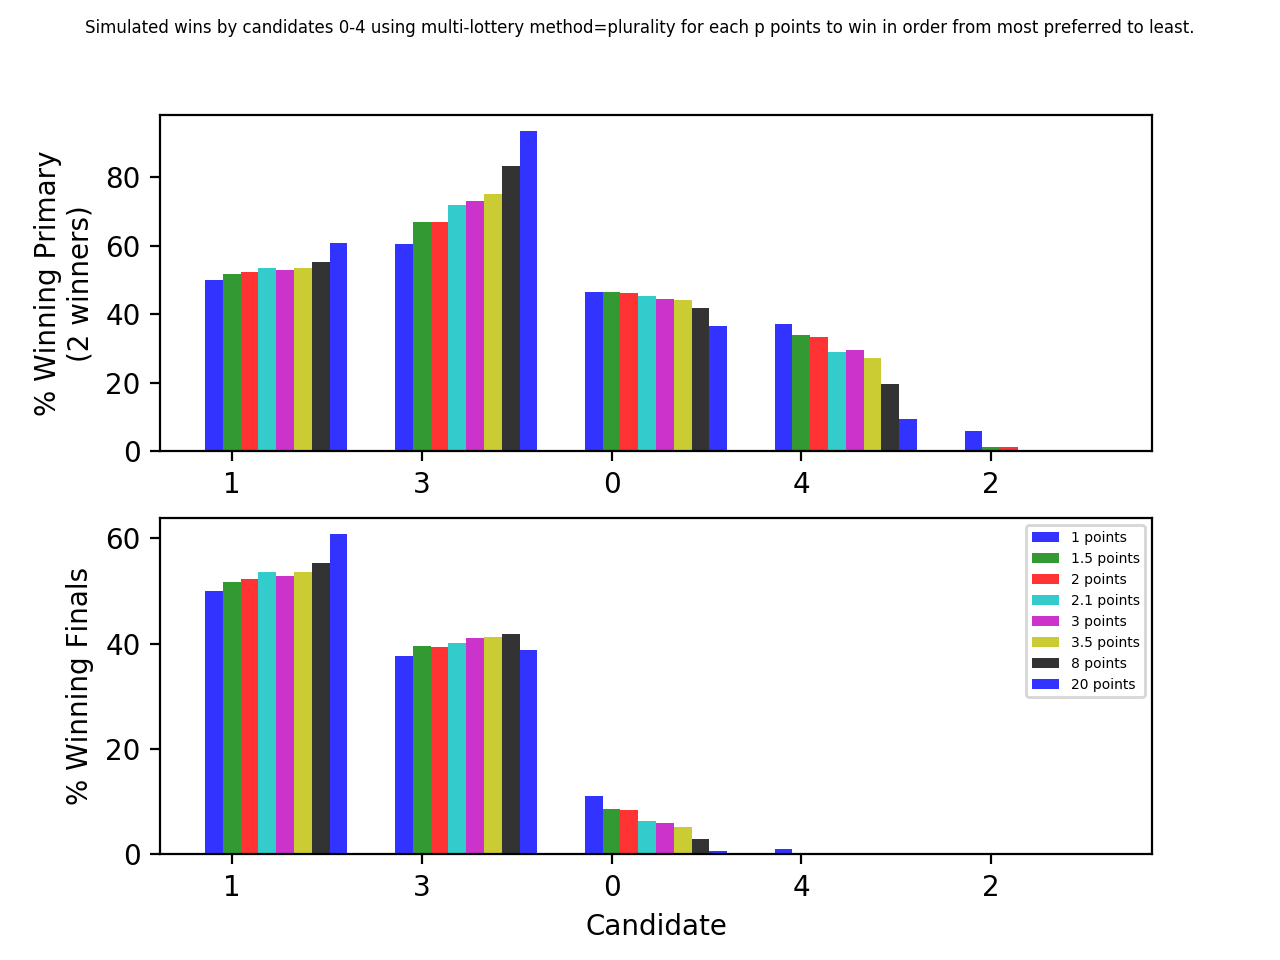 Simulated wins by candidates 0-4 using multi-lottery method=plurality for each p points to win in order from most preferred to least.
% Winning Primary
(2 winners)
80
60
40
20
0
1 3 0 4 2
% Winning Finals
60
40
20
0
1 points
1.5 points
2 points
2.1 points
3 points
3.5 points
8 points
20 points
1 3 0 4 2
Candidate